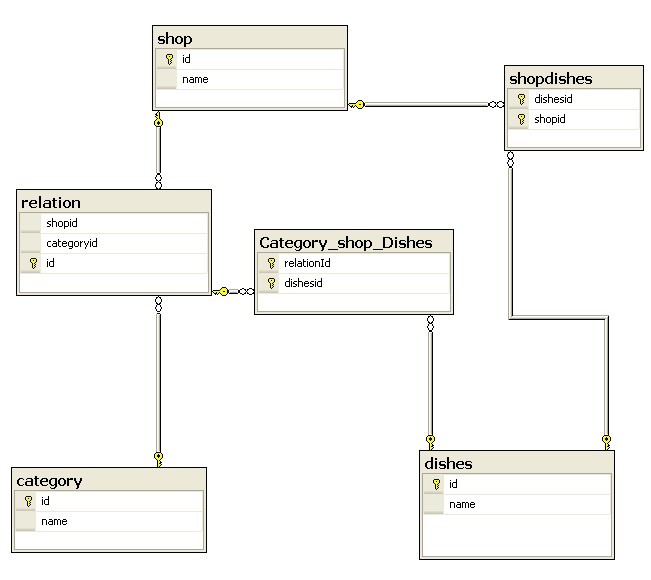 shop
id
name
shopdishes
dishesid
shopid
relation
shopid
categoryid
id
Category_shop_Dishes
relationId
dishesid
category
id
name
dishes
id
name